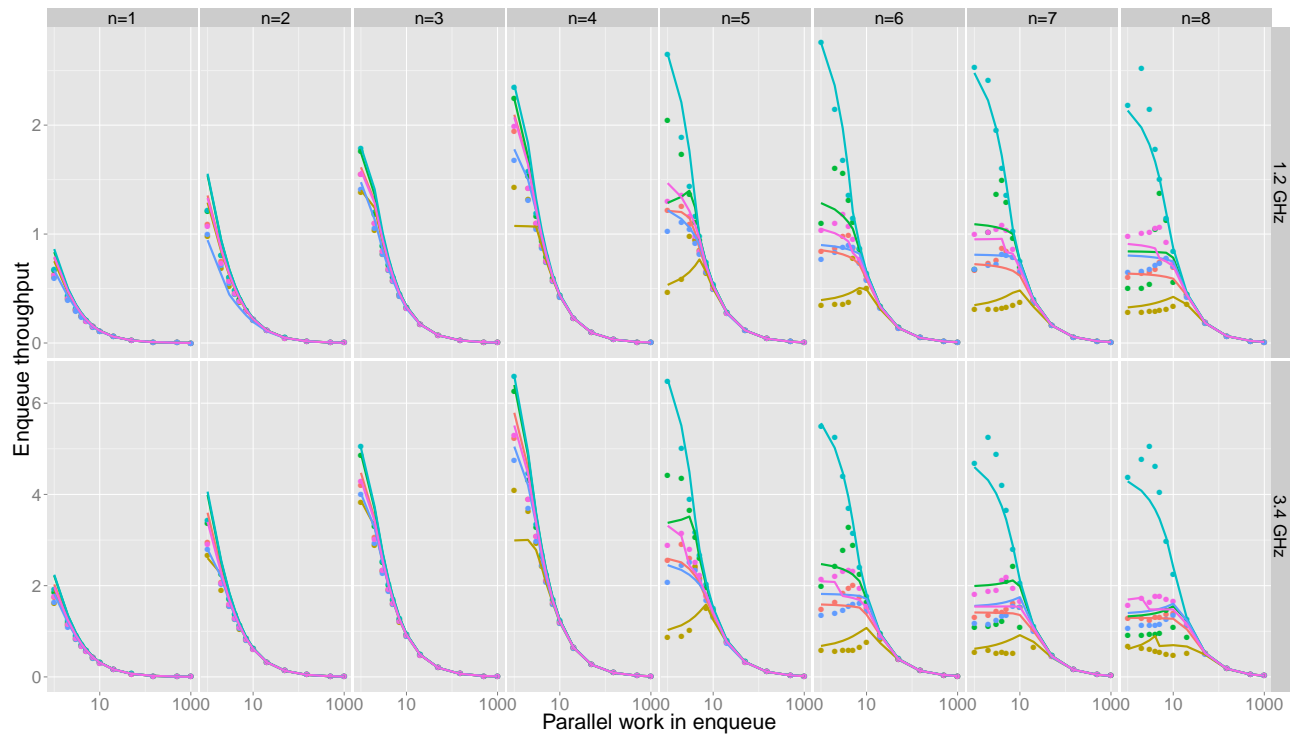 n=1 n=2 n=3 n=4 n=5 n=6 n=7 n=8
2
1
0
1.2 GHz
Enqueue throughput
6
4
2
0
3.4 GHz
10 1000 10 1000 10 1000 10 1000 10 1000 10 1000 10 1000 10 1000
Parallel work in enqueue